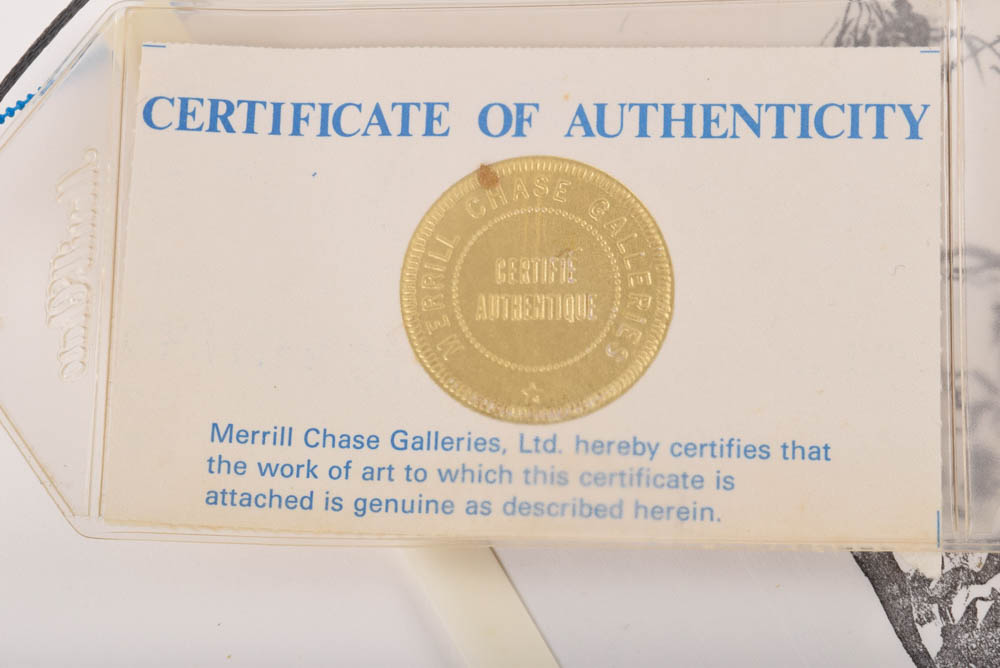 CERTIFICATE OF AUTHENTICITY
MERRILL CHASE GALLERIES
CERTIFIÉ
AUTHENTIQUE
Merrill Chase Galleries, Ltd. hereby certifies that
the work of art to which this certificate is
attached is genuine as described herein.